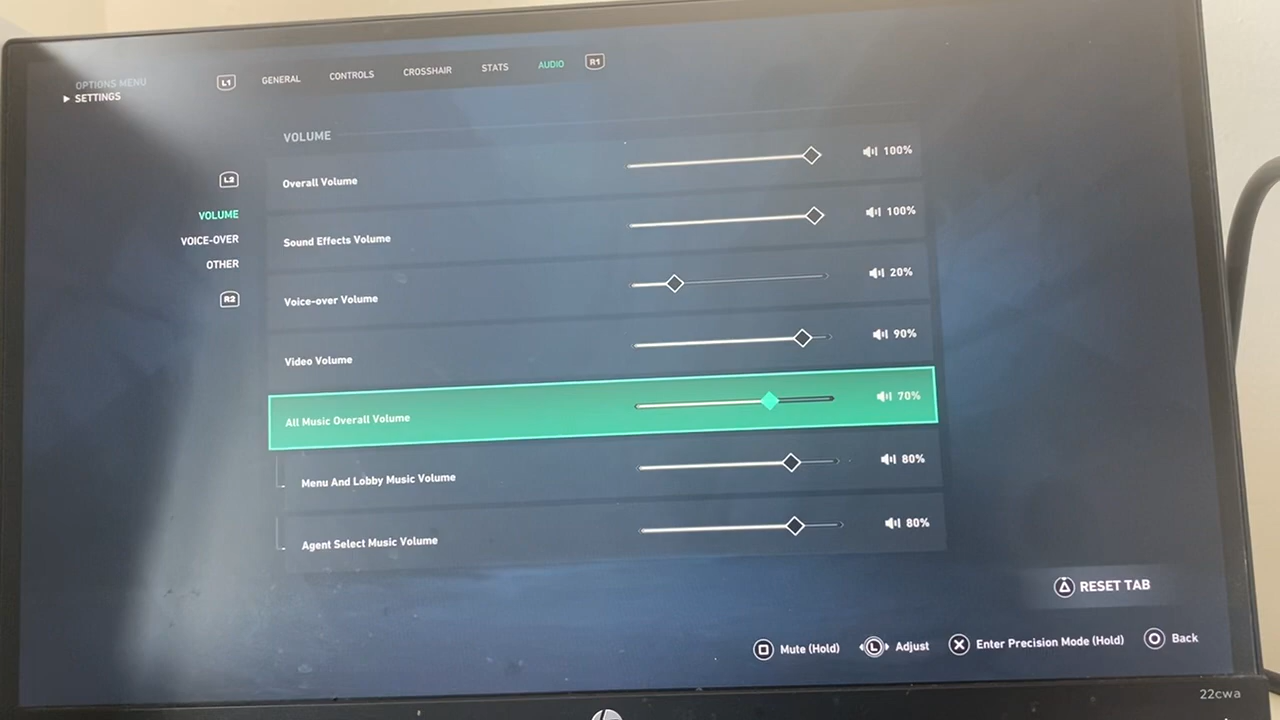 OPTIONS MENU
SETTINGS
L1 GENERAL CONTROLS CROSSHAIR STATS AUDIO R1
VOLUME
L2
VOLUME
VOICE-OVER
OTHER
R2
Overall Volume 100%
Sound Effects Volume 100%
Voice-over Volume 20%
Video Volume 90%
All Music Overall Volume 70%
Menu And Lobby Music Volume 80%
Agent Select Music Volume 80%
RESET TAB
Mute (Hold) L Adjust Enter Precision Mode (Hold) Back
22cwa
hp